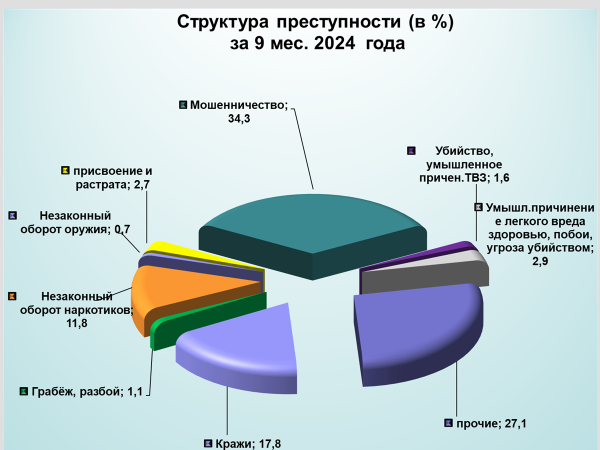 Структура преступности (в %)
за 9 мес. 2024 года
Мошенничество;
34,3
Убийство,
умышленное
причен.ТВЗ; 1,6
присвоение и
растрата; 2,7
Умышл.причинени
е легкого вреда
здоровью, побои,
угроза убийством;
2,9
Незаконный
оборот оружия; 0,7
Незаконный
оборот наркотиков;
11,8
Грабёж, разбой; 1,1
прочие; 27,1
Кражи; 17,8